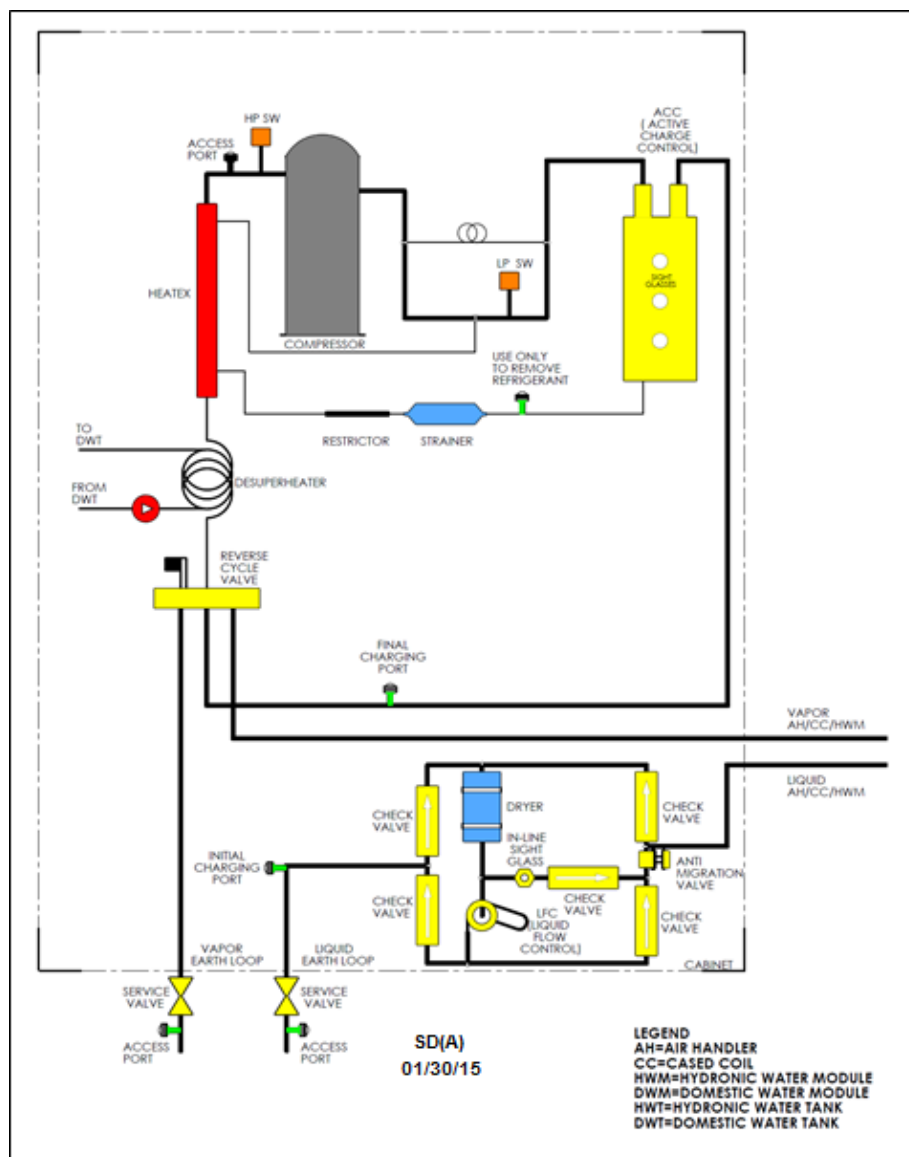 ACC
( ACTIVE
CHARGE
CONTROL)
HP SW
ACCESS
PORT
LP SW
SIGHT
GLASSES
HEATEX
COMPRESSOR
USE ONLY
TO REMOVE
REFRIGERANT
RESTRICTOR
STRAINER
TO
DWT
DESUPERHEATER
FROM
DWT
REVERSE
CYCLE
VALVE
FINAL
CHARGING
PORT
VAPOR
AH/CC/HWM
LIQUID
AH/CC/HWM
CHECK
VALVE
DRYER
CHECK
VALVE
IN-LINE
SIGHT
GLASS
INITIAL
CHARGING
PORT
ANTI
MIGRATION
VALVE
CHECK
VALVE
CHECK
VALVE
LFC
(LIQUID
FLOW
CONTROL)
CHECK
VALVE
VAPOR
EARTH LOOP
LIQUID
EARTH LOOP
CABINET
SERVICE
VALVE
SERVICE
VALVE
ACCESS
PORT
ACCESS
PORT
SD(A)
01/30/15
LEGEND
AH=AIR HANDLER
CC=CASED COIL
HWM=HYDRONIC WATER MODULE
DWM=DOMESTIC WATER MODULE
HWT=HYDRONIC WATER TANK
DWT=DOMESTIC WATER TANK